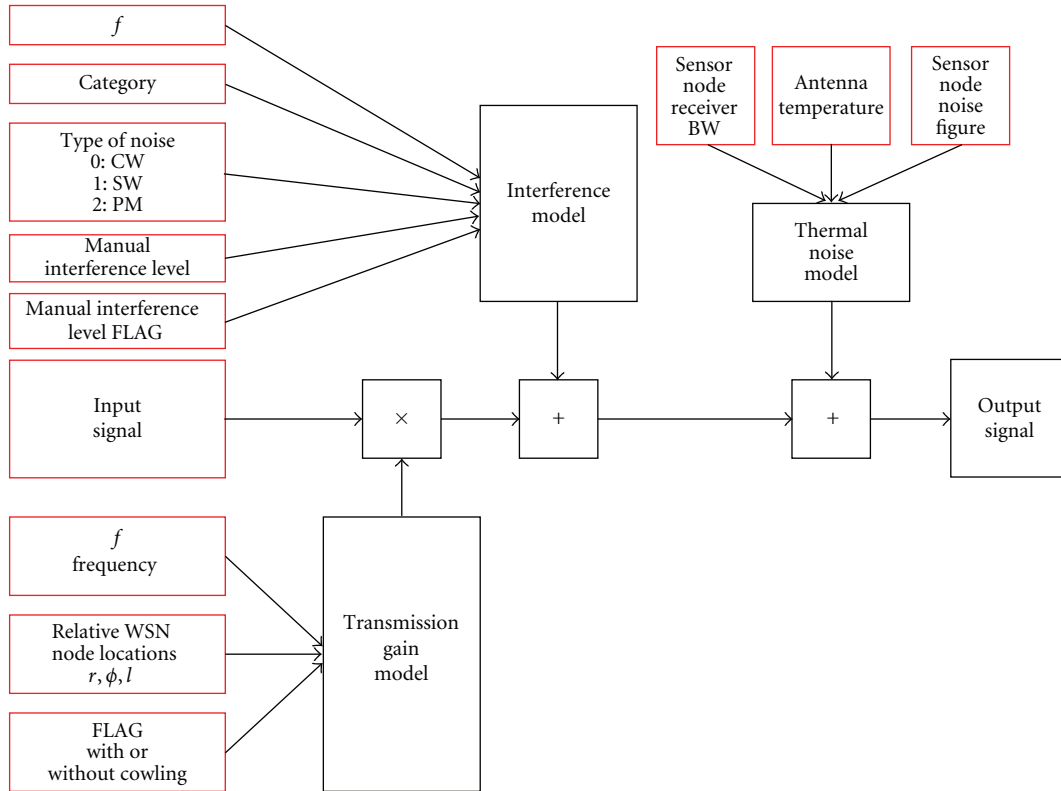 f
Category
Type of noise
0: CW
1: SW
2: PM
Manual
interference level
Manual interference
level FLAG
Interference
model
Sensor
node
receiver
BW
Antenna
temperature
Sensor
node
noise
figure
Thermal
noise
model
Input
signal
×
+
+
Output
signal
f
frequency
Relative WSN
node locations
r, ϕ, l
FLAG
with or
without cowling
Transmission
gain
model